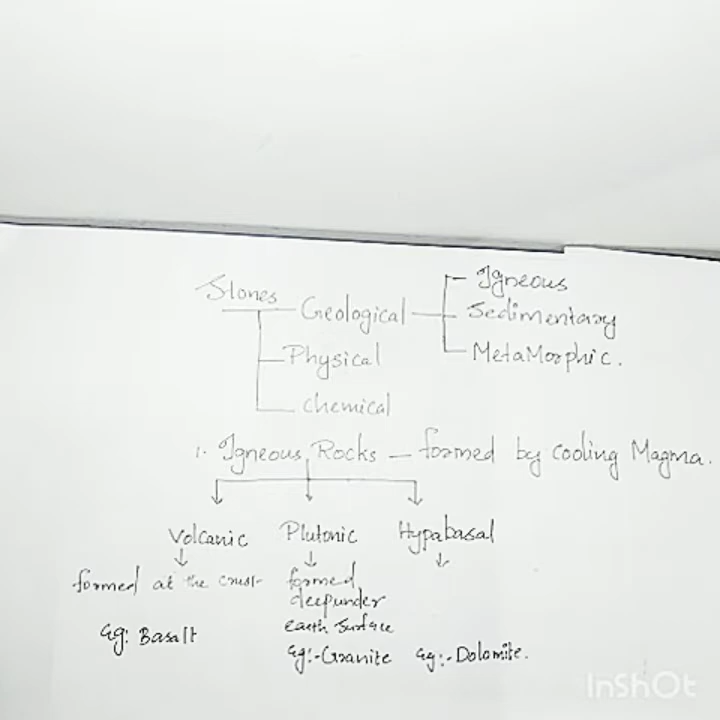 Stones
Geological
Igneous
Sedimentary
MetaMorphic.
Physical
chemical
1. Igneous Rocks – formed by cooling Magma.
Volcanic Plutonic Hypabasal
formed at the crust
formed
deepunder
earth surface
eg: Basalt
eg:-Granite eg:-Dolomite.
InShOt